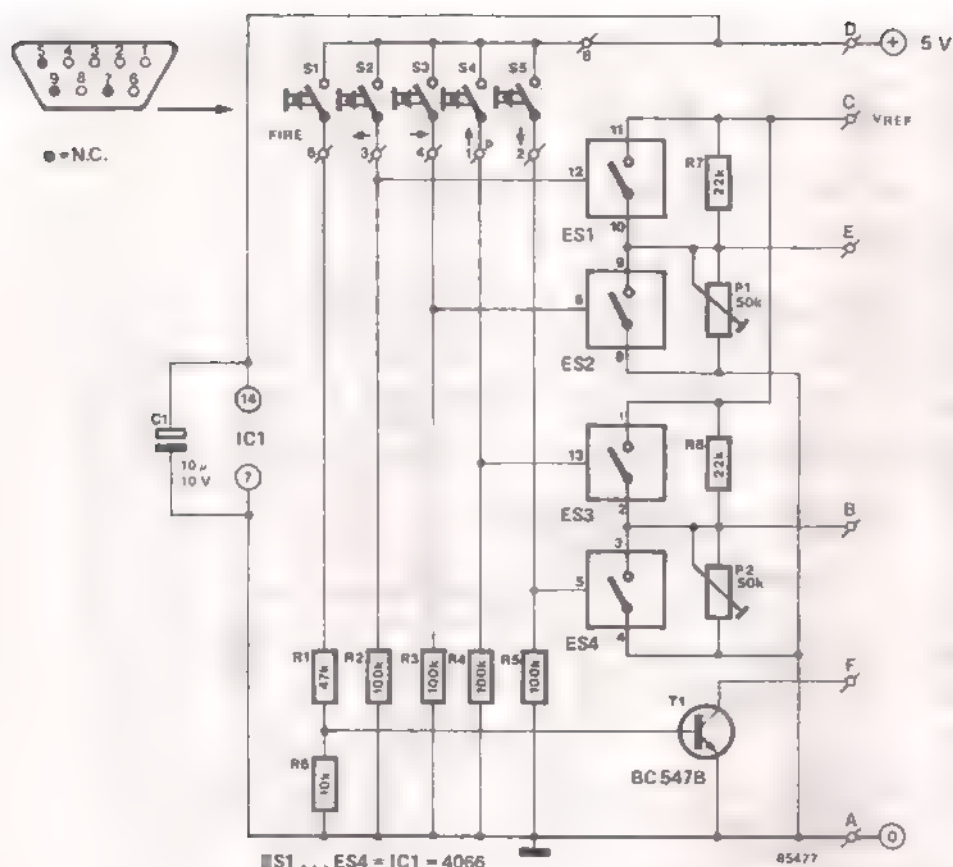 D
+ 5 V
5 4 3 2 1
9 8 7 6
● = N.C.
S1 S2 S3 S4 S5
8
FIRE
← → ↑ ↓
6 3 4 1 2
C
VREF
11
12
10
ES1
R7
22k
E
9
6
8
ES2
P1
50k
C1
10 µ
10 V
14
IC1
7
1
13
2
ES3
R8
22k
B
3
5
4
ES4
P2
50k
R1
47k
R2
100k
R3
100k
R4
100k
R5
100k
R6
10k
T1
BC 547B
F
A
0
ES1 . . . ES4 = IC1 = 4066
85477